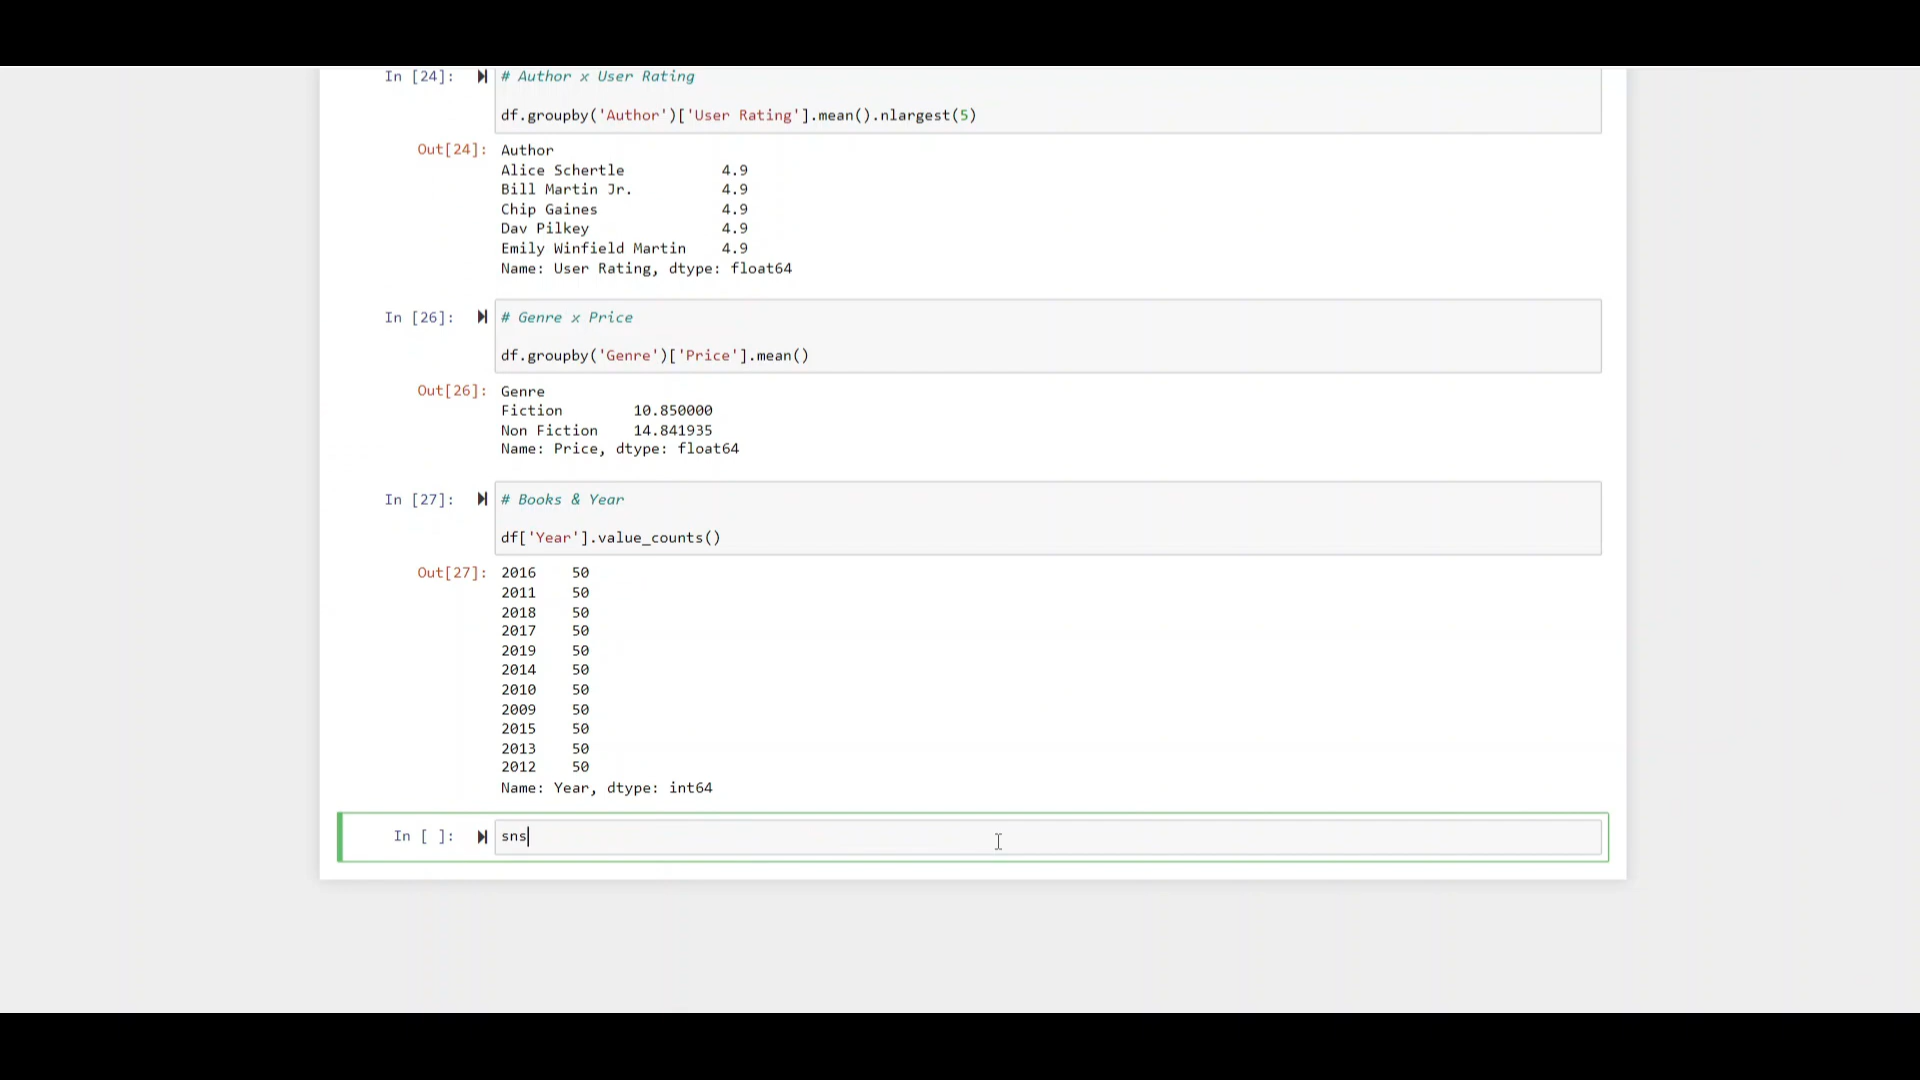 In [24]: # Author x User Rating
df.groupby('Author')['User Rating'].mean().nlargest(5)
Out[24]: Author
Alice Schertle 4.9
Bill Martin Jr. 4.9
Chip Gaines 4.9
Dav Pilkey 4.9
Emily Winfield Martin 4.9
Name: User Rating, dtype: float64
In [26]: # Genre x Price
df.groupby('Genre')['Price'].mean()
Out[26]: Genre
Fiction 10.850000
Non Fiction 14.841935
Name: Price, dtype: float64
In [27]: # Books & Year
df['Year'].value_counts()
Out[27]: 2016 50
2011 50
2018 50
2017 50
2019 50
2014 50
2010 50
2009 50
2015 50
2013 50
2012 50
Name: Year, dtype: int64
In [ ]: sns